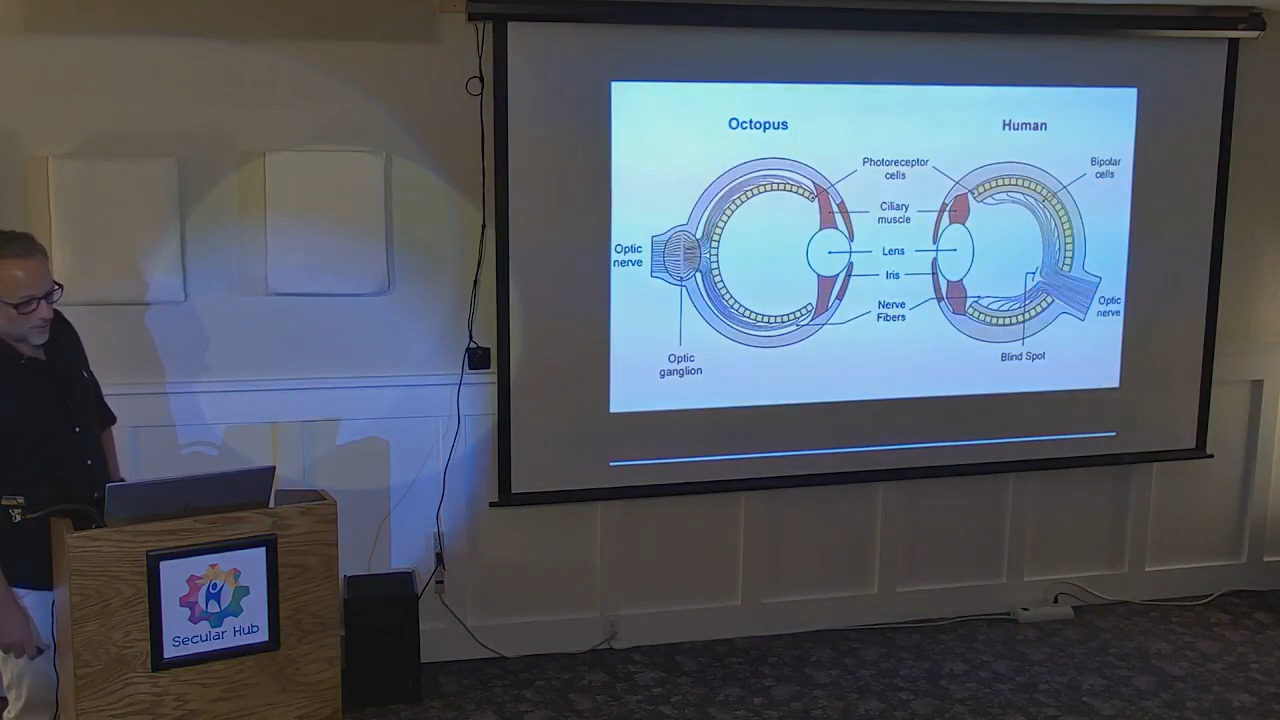 Octopus
Human
Photoreceptor
cells
Bipolar
cells
Ciliary
muscle
Optic
nerve
Lens
Iris
Nerve
Fibers
Optic
nerve
Optic
ganglion
Blind Spot
Secular Hub